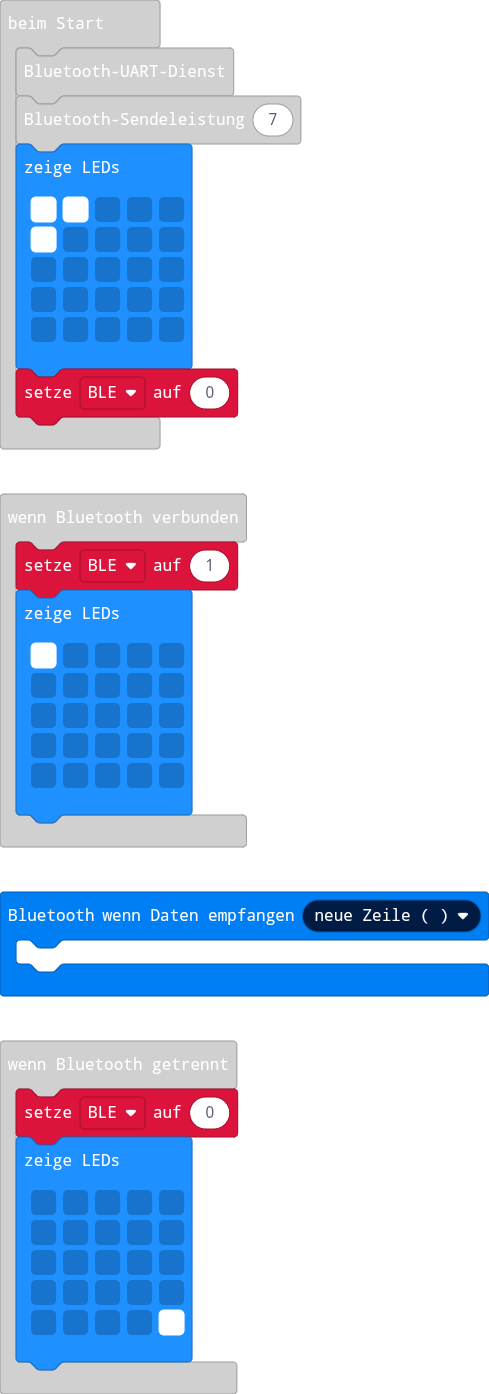 beim Start
Bluetooth-UART-Dienst
Bluetooth-Sendeleistung 7
zeige LEDs
setze BLE auf 0
wenn Bluetooth verbunden
setze BLE auf 1
zeige LEDs
Bluetooth wenn Daten empfangen neue Zeile ( )
wenn Bluetooth getrennt
setze BLE auf 0
zeige LEDs